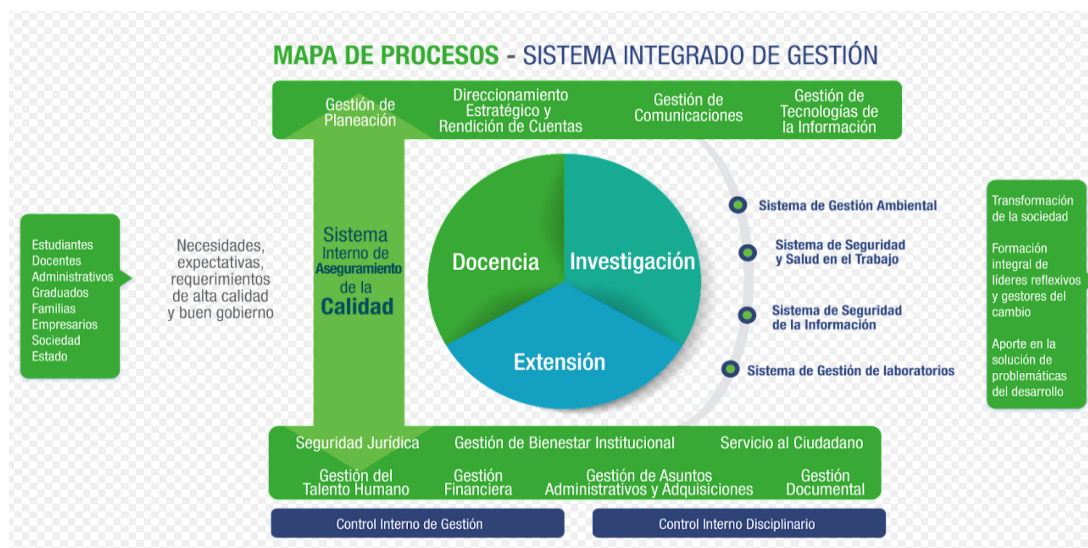 MAPA DE PROCESOS - SISTEMA INTEGRADO DE GESTIÓN
Gestión de
Planeación
Direccionamiento
Estratégico y
Rendición de Cuentas
Gestión de
Comunicaciones
Gestión de
Tecnologías de
la Información
Estudiantes
Docentes
Administrativos
Graduados
Familias
Empresarios
Sociedad
Estado
Necesidades,
expectativas,
requerimientos
de alta calidad
y buen gobierno
Sistema
Interno de
Aseguramiento
de la
Calidad
Docencia
Investigación
Extensión
Sistema de Gestión Ambiental
Sistema de Seguridad
y Salud en el Trabajo
Sistema de Seguridad
de la Información
Sistema de Gestión de laboratorios
Transformación
de la sociedad
Formación
integral de
líderes reflexivos
y gestores del
cambio
Aporte en la
solución de
problemáticas
del desarrollo
Seguridad Jurídica
Gestión de Bienestar Institucional
Servicio al Ciudadano
Gestión del
Talento Humano
Gestión
Financiera
Gestión de Asuntos
Administrativos y Adquisiciones
Gestión
Documental
Control Interno de Gestión
Control Interno Disciplinario